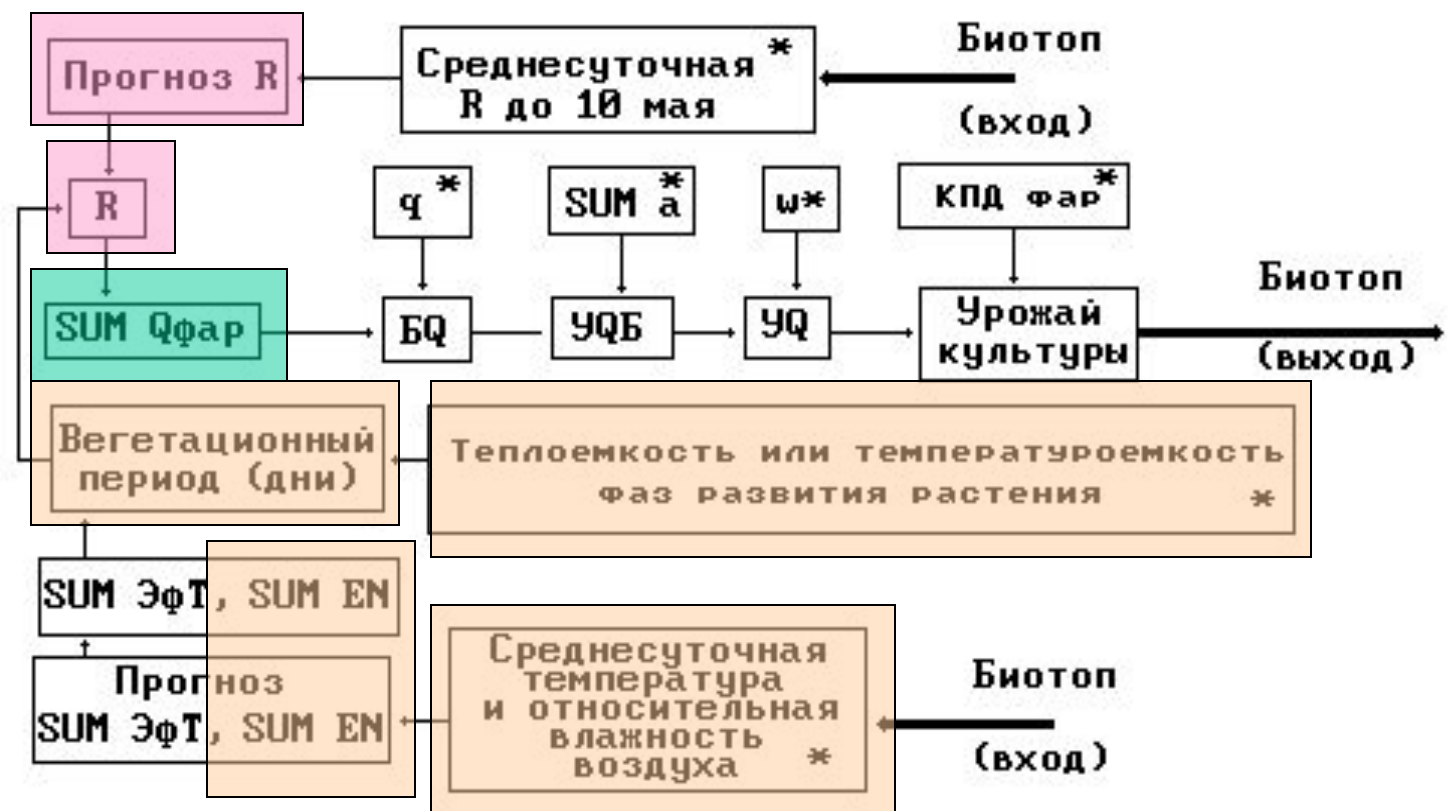 Прогноз R
Среднесуточная *
R до 10 мая
Биотоп
(вход)
R
q *
SUM a *
w*
КПД фар*
SUM Qфар
БQ
УQБ
УQ
Урожай
культуры
Биотоп
(выход)
Вегетационный
период (дни)
Теплоемкость или температуроемкость
фаз развития растения *
SUM ЭфТ, SUM EN
Прогноз
SUM ЭфТ, SUM EN
Среднесуточная
температура
и относительная
влажность
воздуха *
Биотоп
(вход)